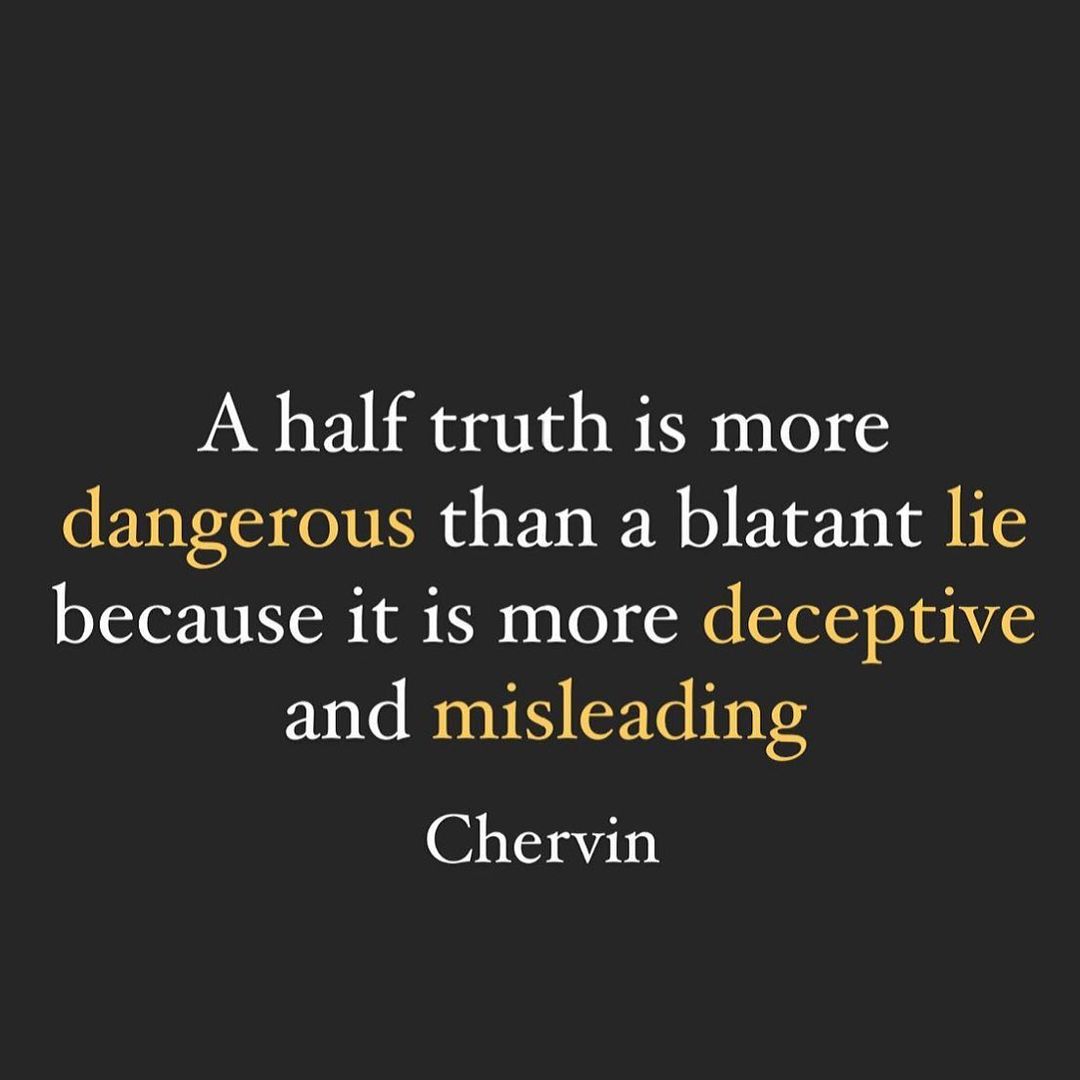 A half truth is more
dangerous than a blatant lie
because it is more deceptive
and misleading
Chervin